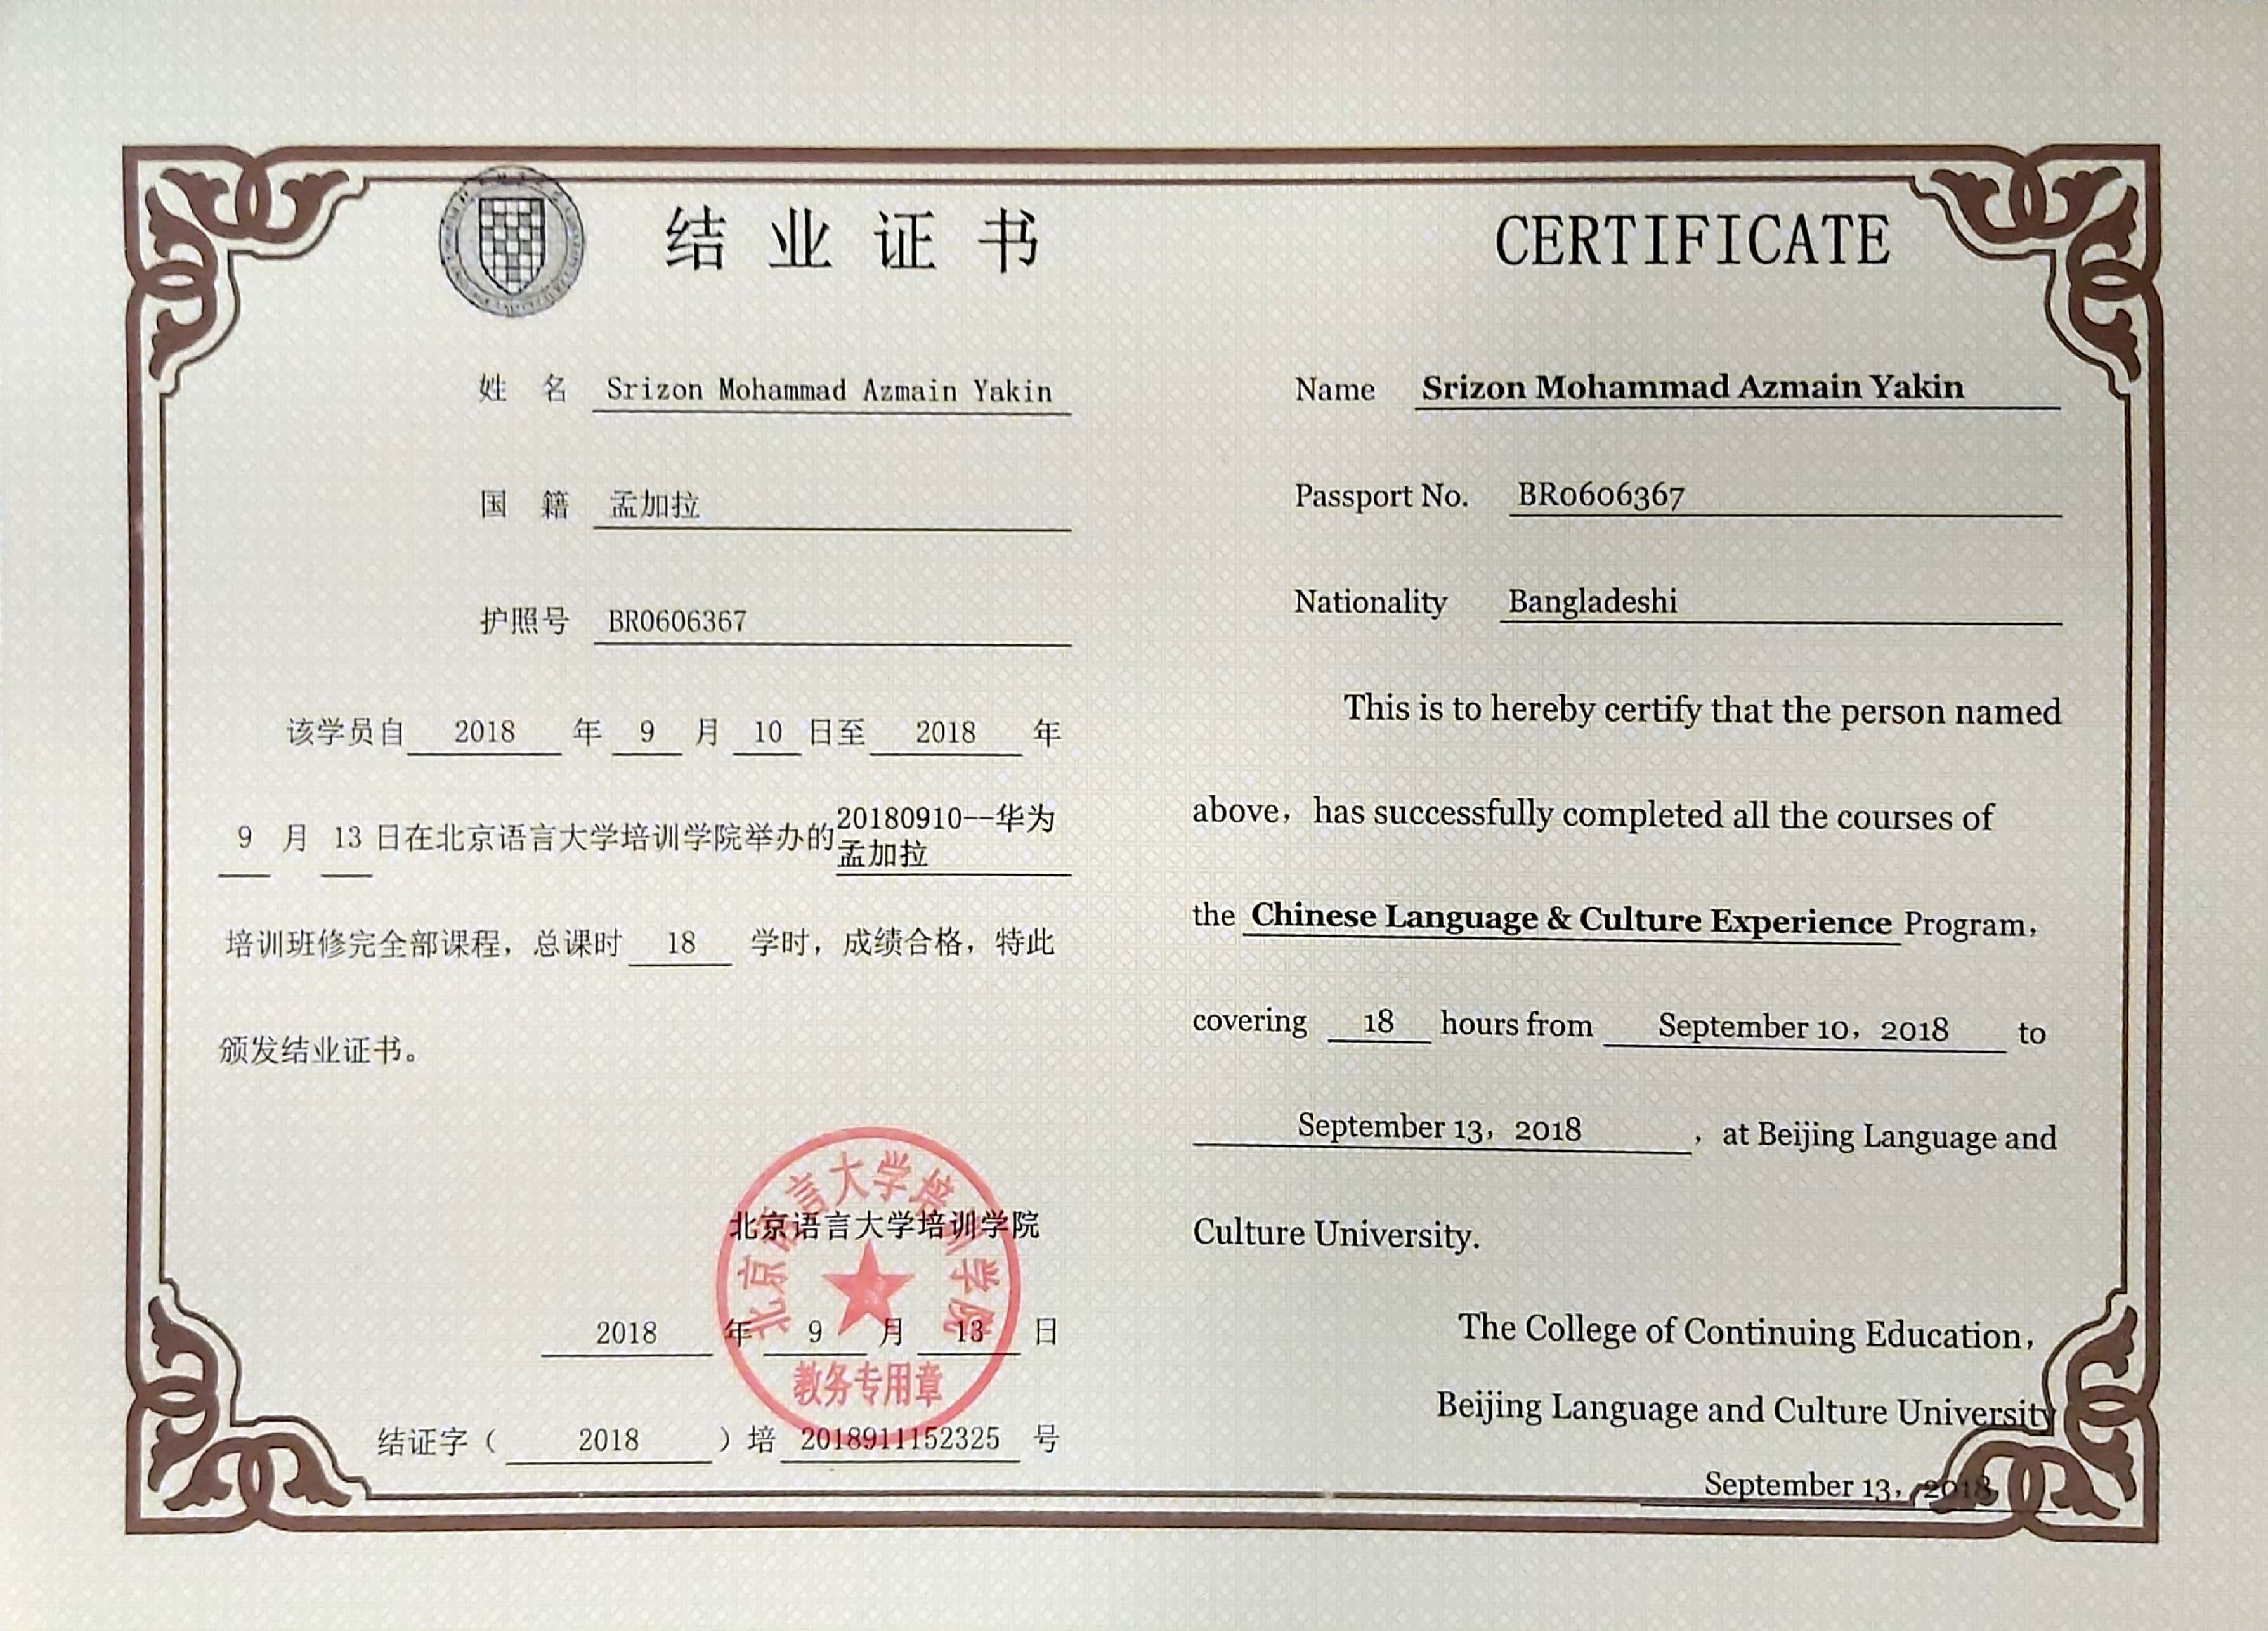 结业证书
姓 名 Srizon Mohammad Azmain Yakin
国 籍 孟加拉
护照号 BR0606367
该学员自 2018 年 9 月 10 日至 2018 年
9 月 13 日在北京语言大学培训学院举办的 20180910--华为
孟加拉
培训班修完全部课程，总课时 18 学时，成绩合格，特此
颁发结业证书。
北京语言大学培训学院
北京语言大学培训学院
2018 年 9 月 13 日
教务专用章
结证字（ 2018 ）培 2018911152325 号
CERTIFICATE
Name Srizon Mohammad Azmain Yakin
Passport No. BR0606367
Nationality Bangladeshi
This is to hereby certify that the person named
above，has successfully completed all the courses of
the Chinese Language & Culture Experience Program，
covering 18 hours from September 10，2018 to
September 13，2018 ，at Beijing Language and
Culture University.
The College of Continuing Education，
Beijing Language and Culture University
September 13，2018